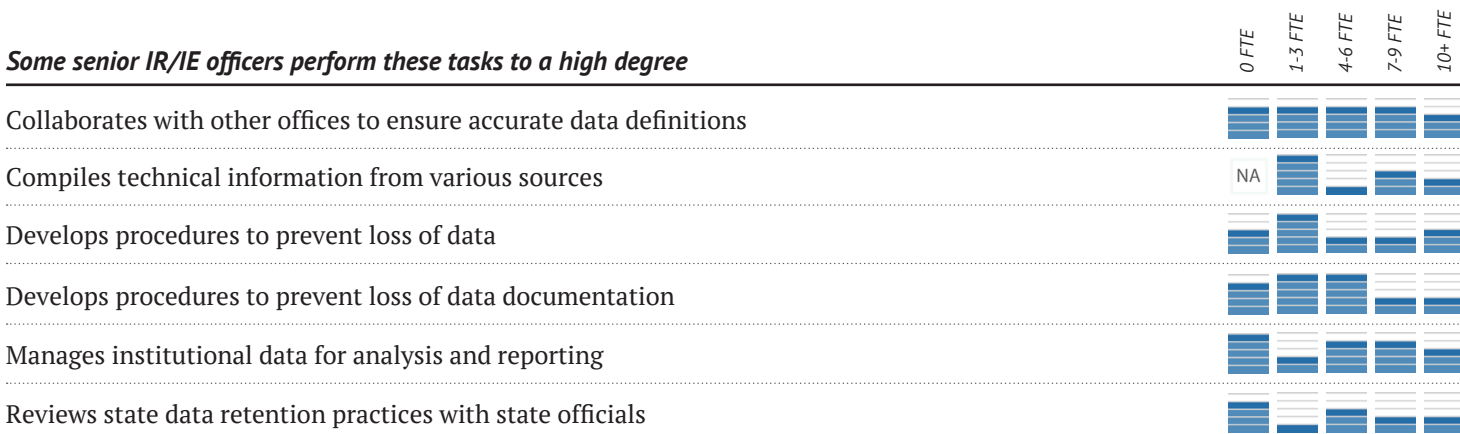 Some senior IR/IE officers perform these tasks to a high degree
0 FTE
1-3 FTE
4-6 FTE
7-9 FTE
10+ FTE
Collaborates with other offices to ensure accurate data definitions
Compiles technical information from various sources
NA
Develops procedures to prevent loss of data
Develops procedures to prevent loss of data documentation
Manages institutional data for analysis and reporting
Reviews state data retention practices with state officials